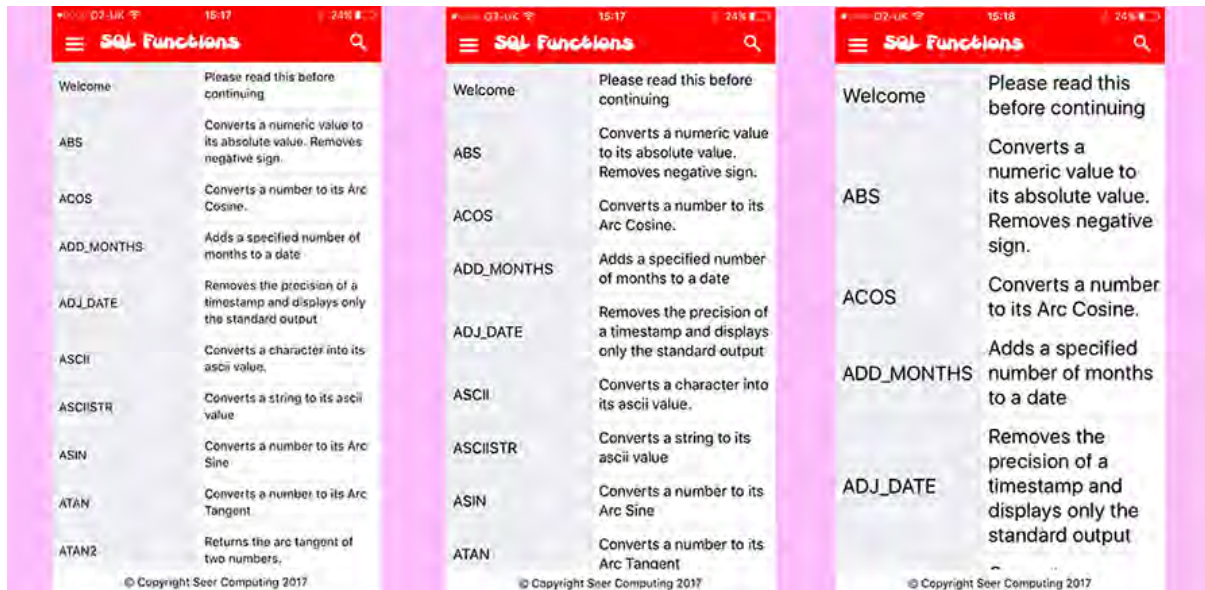 02-UK 15:17 24%
SQL Functions
Welcome
Please read this before
continuing
ABS
Converts a numeric value to
its absolute value. Removes
negative sign.
ACOS
Converts a number to its Arc
Cosine.
ADD_MONTHS
Adds a specified number of
months to a date
ADJ_DATE
Removes the precision of a
timestamp and displays only
the standard output
ASCII
Converts a character into its
ascii value.
ASCIISTR
Converts a string to its ascii
value
ASIN
Converts a number to its Arc
Sine
ATAN
Converts a number to its Arc
Tangent
ATAN2
Returns the arc tangent of
two numbers.
© Copyright Seer Computing 2017
02-UK 15:17 24%
SQL Functions
Welcome
Please read this before
continuing
ABS
Converts a numeric value
to its absolute value.
Removes negative sign.
ACOS
Converts a number to its
Arc Cosine.
ADD_MONTHS
Adds a specified number
of months to a date
ADJ_DATE
Removes the precision of
a timestamp and displays
only the standard output
ASCII
Converts a character into
its ascii value.
ASCIISTR
Converts a string to its
ascii value
ASIN
Converts a number to its
Arc Sine
ATAN
Converts a number to its
Arc Tangent
© Copyright Seer Computing 2017
02-UK 15:18 24%
SQL Functions
Welcome
Please read this
before continuing
ABS
Converts a
numeric value to
its absolute value.
Removes negative
sign.
ACOS
Converts a number
to its Arc Cosine.
ADD_MONTHS
Adds a specified
number of months
to a date
ADJ_DATE
Removes the
precision of a
timestamp and
displays only the
standard output
© Copyright Seer Computing 2017